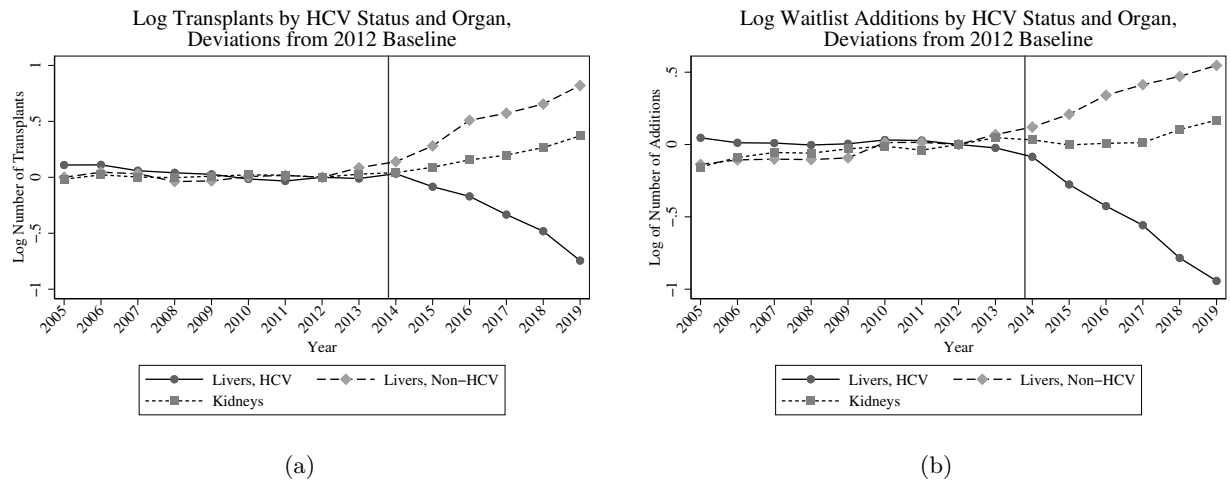 Log Transplants by HCV Status and Organ,
Deviations from 2012 Baseline
Log Number of Transplants
1
.5
0
−.5
−1
2005 2006 2007 2008 2009 2010 2011 2012 2013 2014 2015 2016 2017 2018 2019
Year
Livers, HCV Livers, Non−HCV
Kidneys
(a)
Log Waitlist Additions by HCV Status and Organ,
Deviations from 2012 Baseline
Log of Number of Additions
.5
0
−.5
−1
2005 2006 2007 2008 2009 2010 2011 2012 2013 2014 2015 2016 2017 2018 2019
Year
Livers, HCV Livers, Non−HCV
Kidneys
(b)